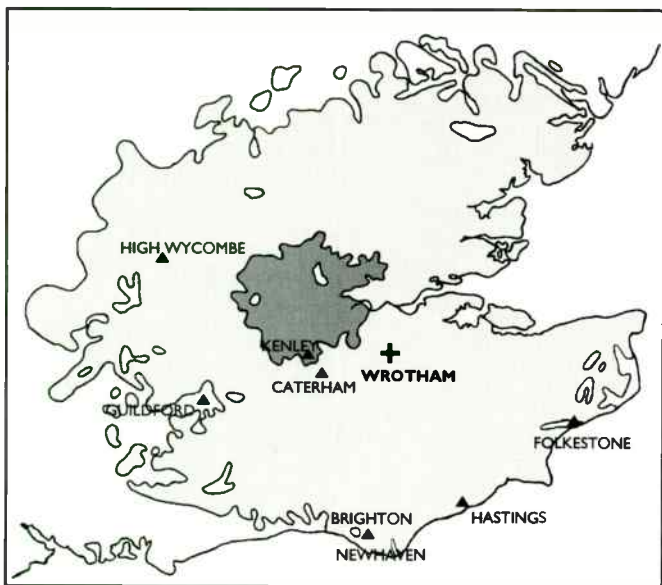 HIGH WYCOMBE
KENLEY
WROTHAM
CATERHAM
GUILDFORD
FOLKESTONE
HASTINGS
BRIGHTON
NEWHAVEN